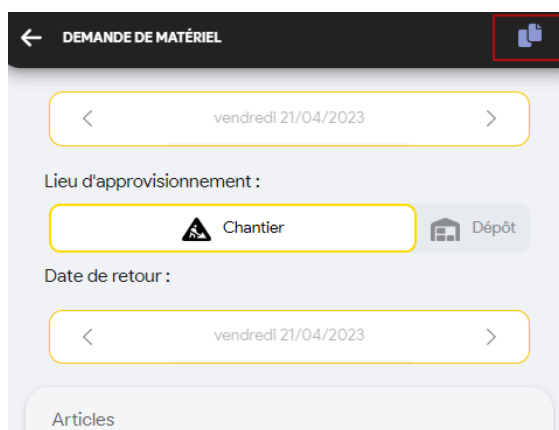 DEMANDE DE MATÉRIEL
vendredi 21/04/2023
Lieu d'approvisionnement :
Chantier Dépôt
Date de retour :
vendredi 21/04/2023
Articles